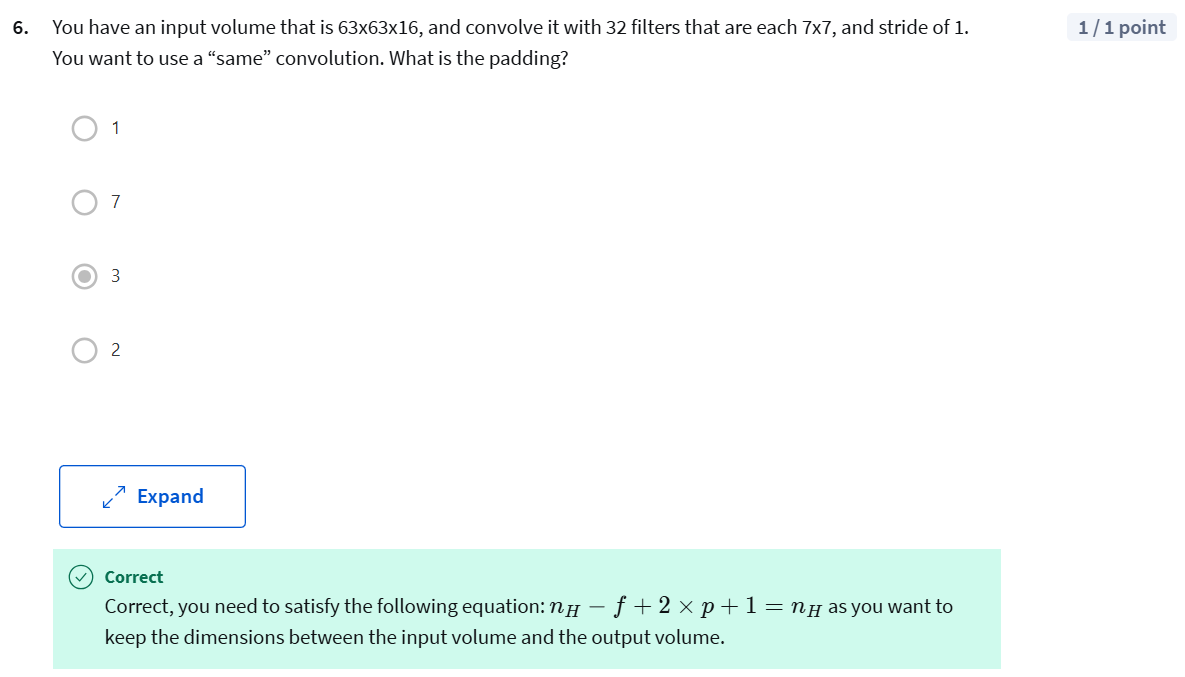 6. You have an input volume that is 63x63x16, and convolve it with 32 filters that are each 7x7, and stride of 1.
1 / 1 point
You want to use a “same” convolution. What is the padding?
1
7
3
2
Expand
Correct
Correct, you need to satisfy the following equation: n_H − f + 2 × p + 1 = n_H as you want to
keep the dimensions between the input volume and the output volume.